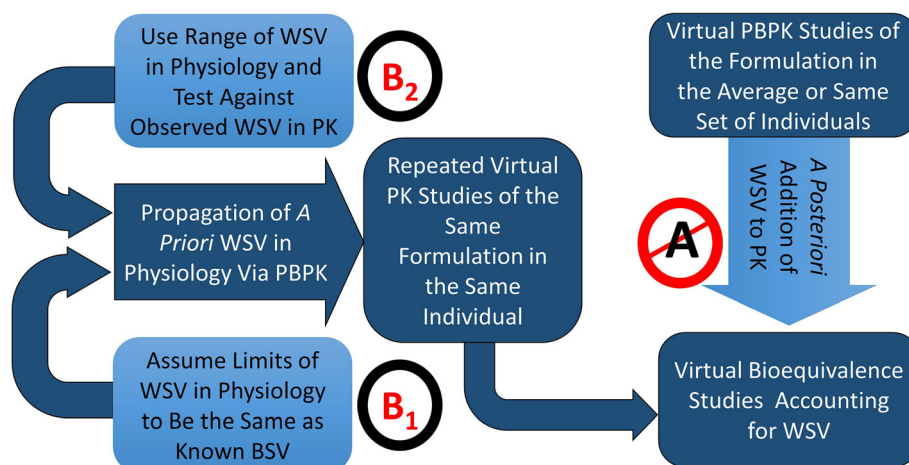 Use Range of WSV
in Physiology and
Test Against
Observed WSV in PK
B2
Propagation of A
Priori WSV in
Physiology Via PBPK
Assume Limits of
WSV in Physiology
to Be the Same as
Known BSV
B1
Repeated Virtual
PK Studies of the
Same
Formulation in
the Same
Individual
Virtual PBPK Studies of
the Formulation in
the Average or Same
Set of Individuals
A Posteriori
Addition of
WSV to PK
A
Virtual Bioequivalence
Studies Accounting
for WSV